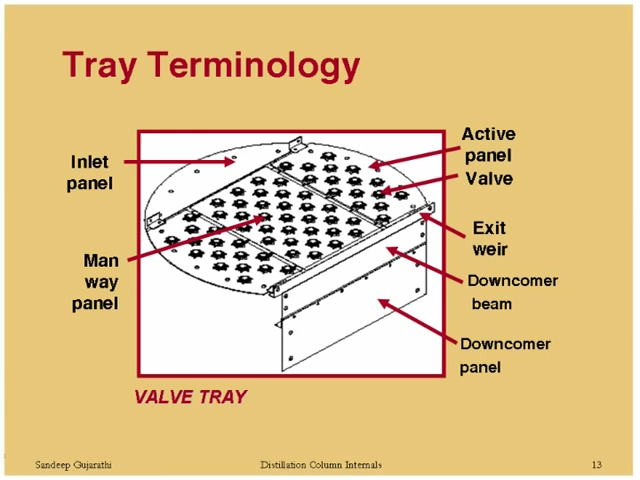 Tray Terminology
Inlet
panel
Man
way
panel
Active
panel
Valve
Exit
weir
Downcomer
beam
Downcomer
panel
VALVE TRAY
Sandeep Gujarathi
Distillation Column Internals
13